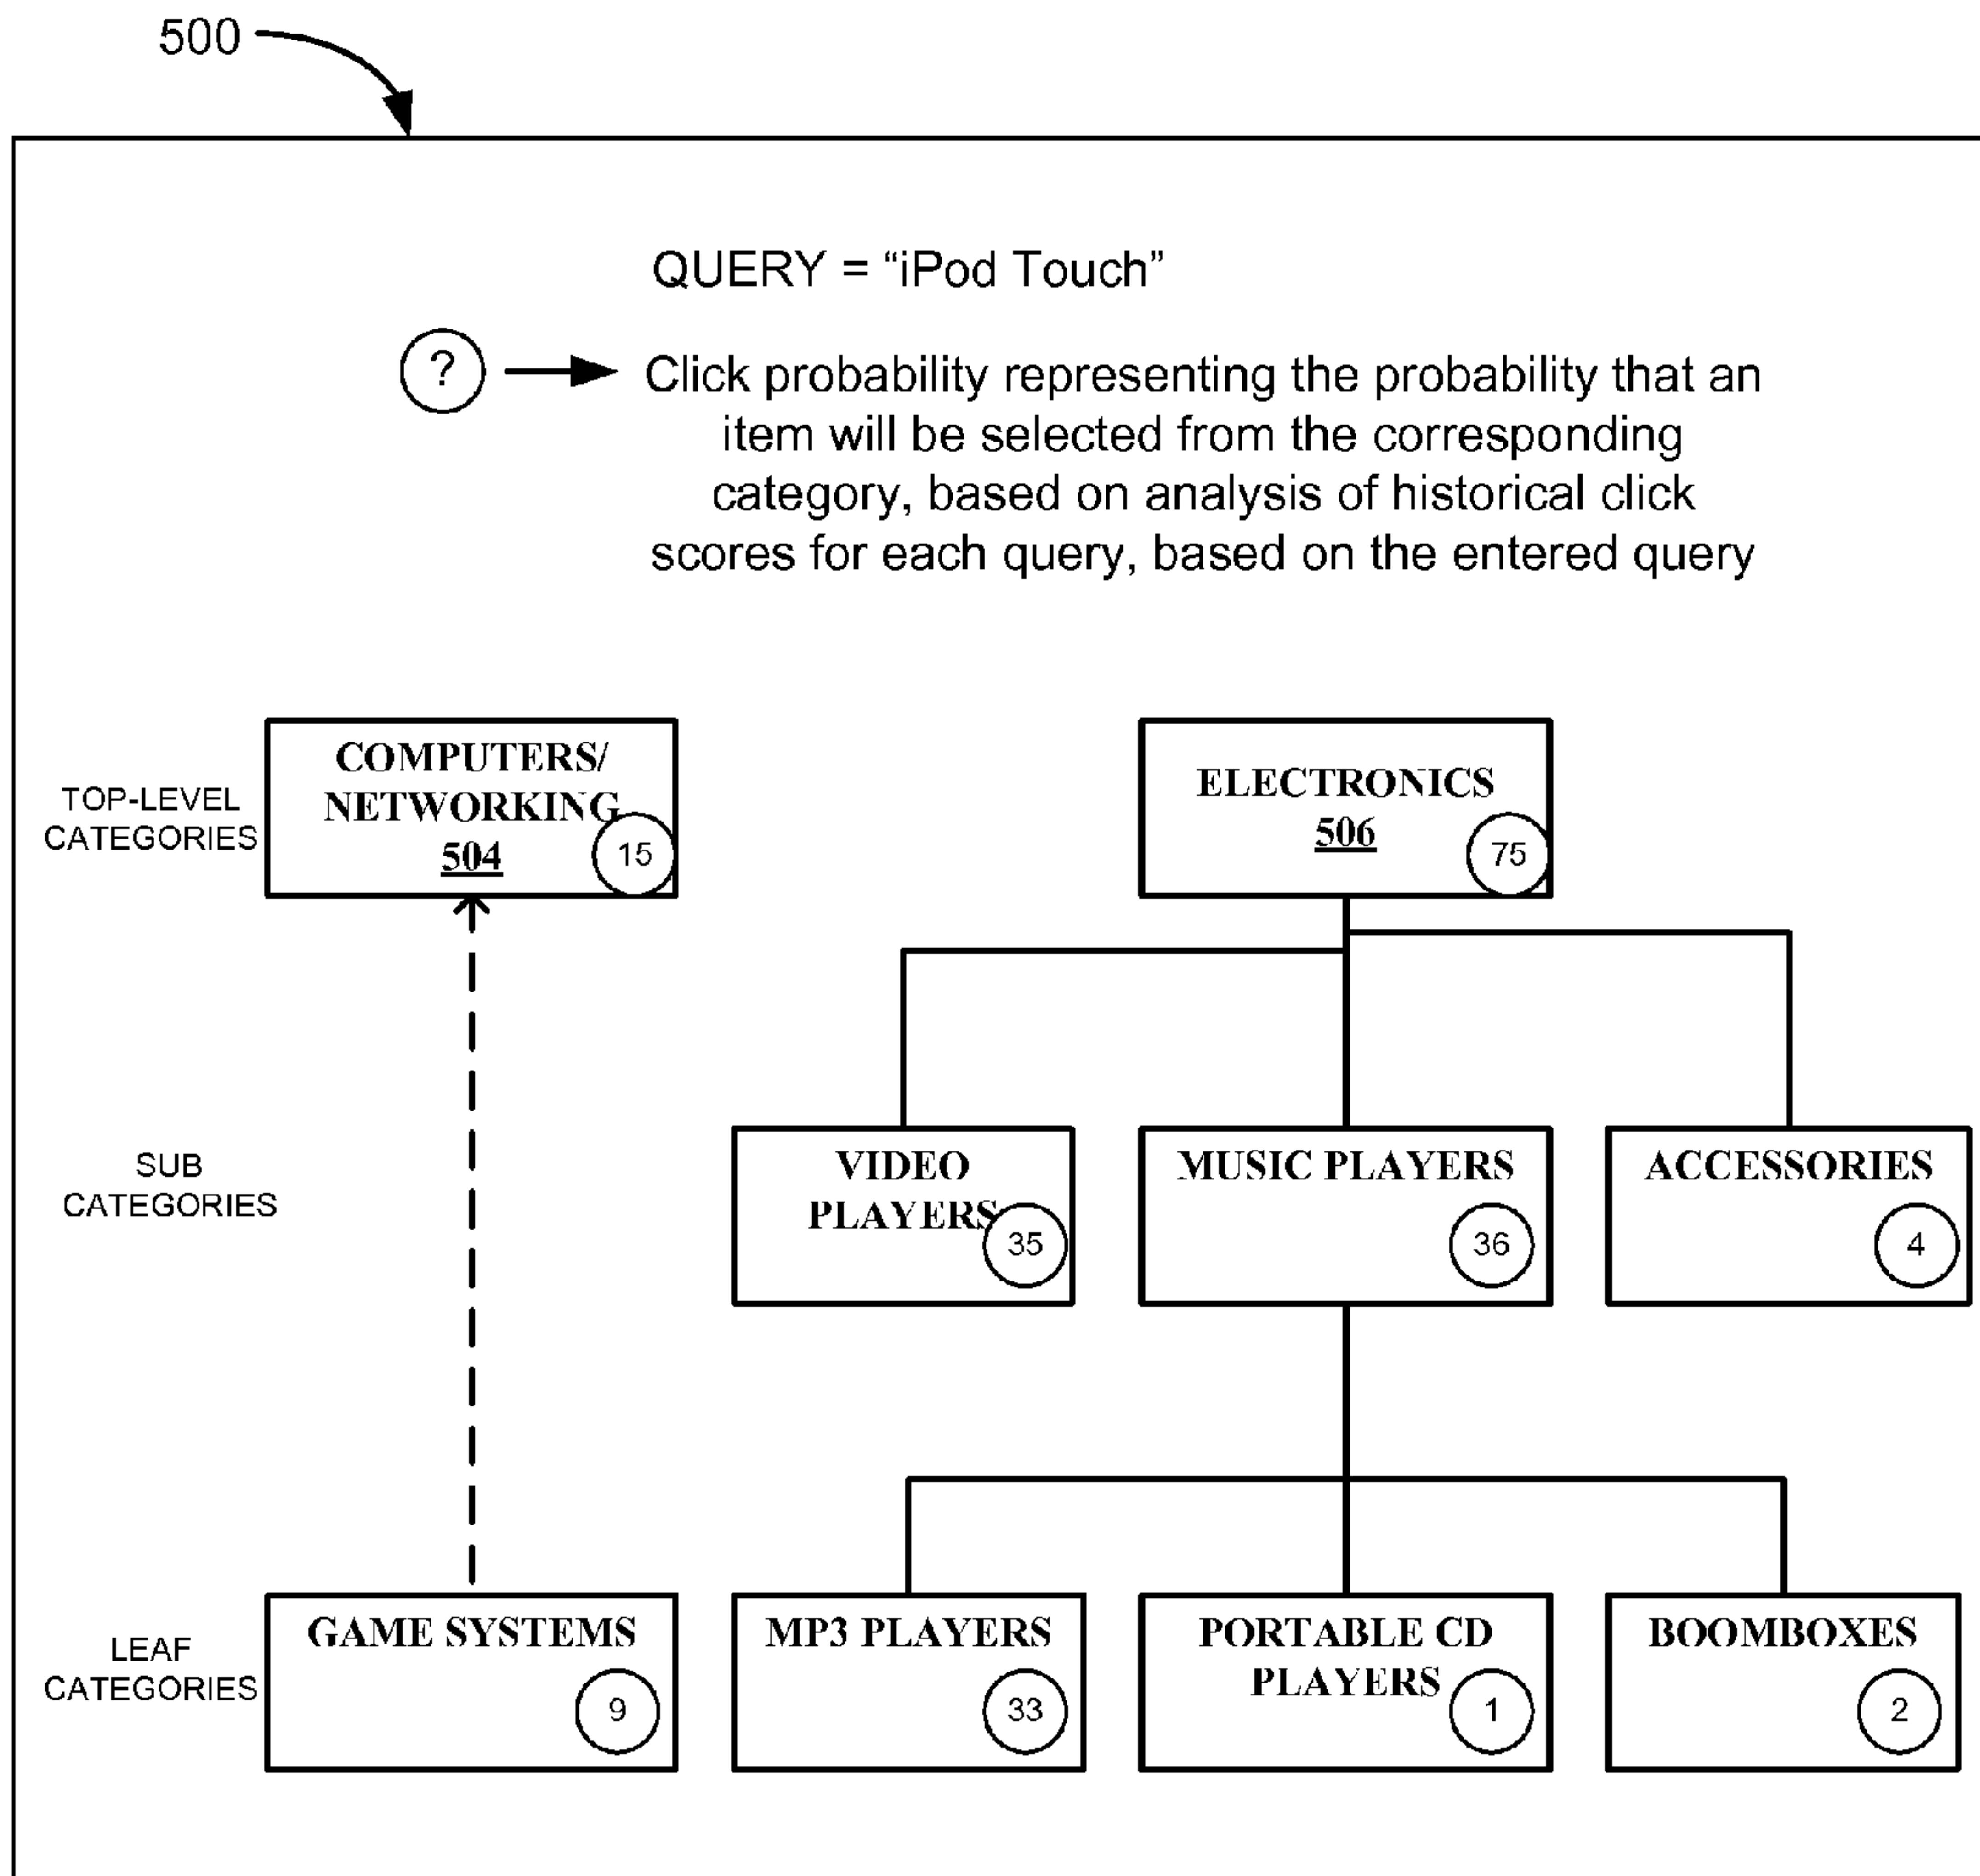 500
QUERY = “iPod Touch”
?
Click probability representing the probability that an
item will be selected from the corresponding
category, based on analysis of historical click
scores for each query, based on the entered query
TOP-LEVEL
CATEGORIES
COMPUTERS/
NETWORKING
504
15
ELECTRONICS
506
75
SUB
CATEGORIES
VIDEO
PLAYERS
35
MUSIC PLAYERS
36
ACCESSORIES
4
LEAF
CATEGORIES
GAME SYSTEMS
9
MP3 PLAYERS
33
PORTABLE CD
PLAYERS
1
BOOMBOXES
2